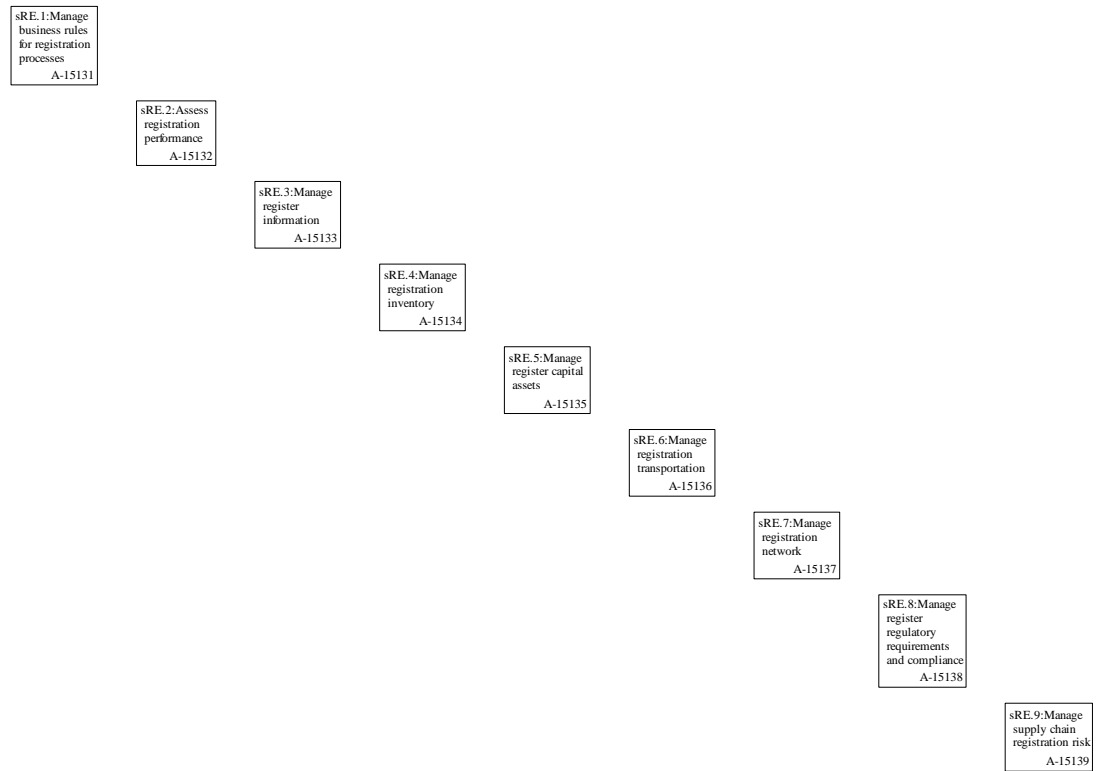 sRE.1:Manage
business rules
for registration
processes
A-15131
sRE.2:Assess
registration
performance
A-15132
sRE.3:Manage
register
information
A-15133
sRE.4:Manage
registration
inventory
A-15134
sRE.5:Manage
register capital
assets
A-15135
sRE.6:Manage
registration
transportation
A-15136
sRE.7:Manage
registration
network
A-15137
sRE.8:Manage
register
regulatory
requirements
and compliance
A-15138
sRE.9:Manage
supply chain
registration risk
A-15139